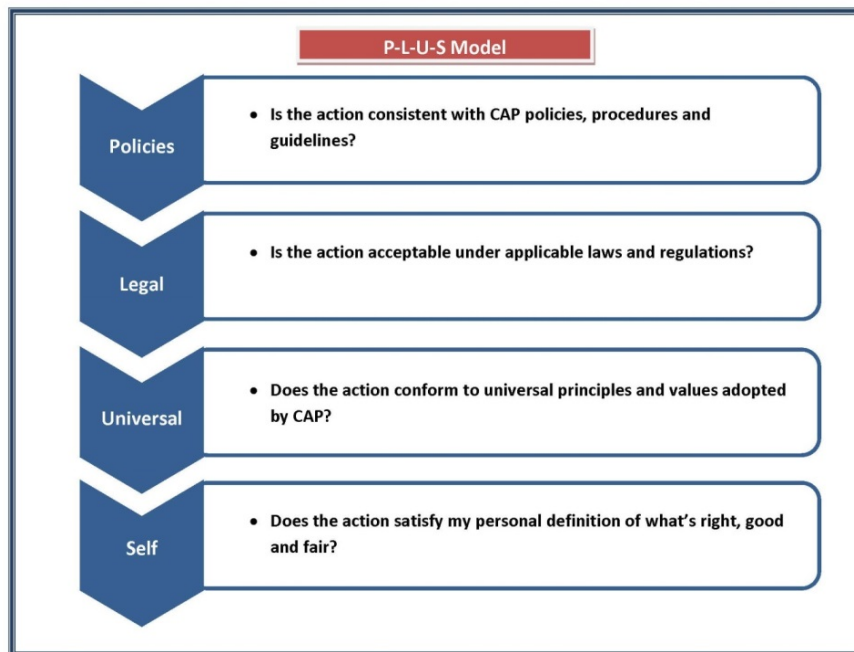 P-L-U-S Model
Policies
• Is the action consistent with CAP policies, procedures and
guidelines?
Legal
• Is the action acceptable under applicable laws and regulations?
Universal
• Does the action conform to universal principles and values adopted
by CAP?
Self
• Does the action satisfy my personal definition of what’s right, good
and fair?